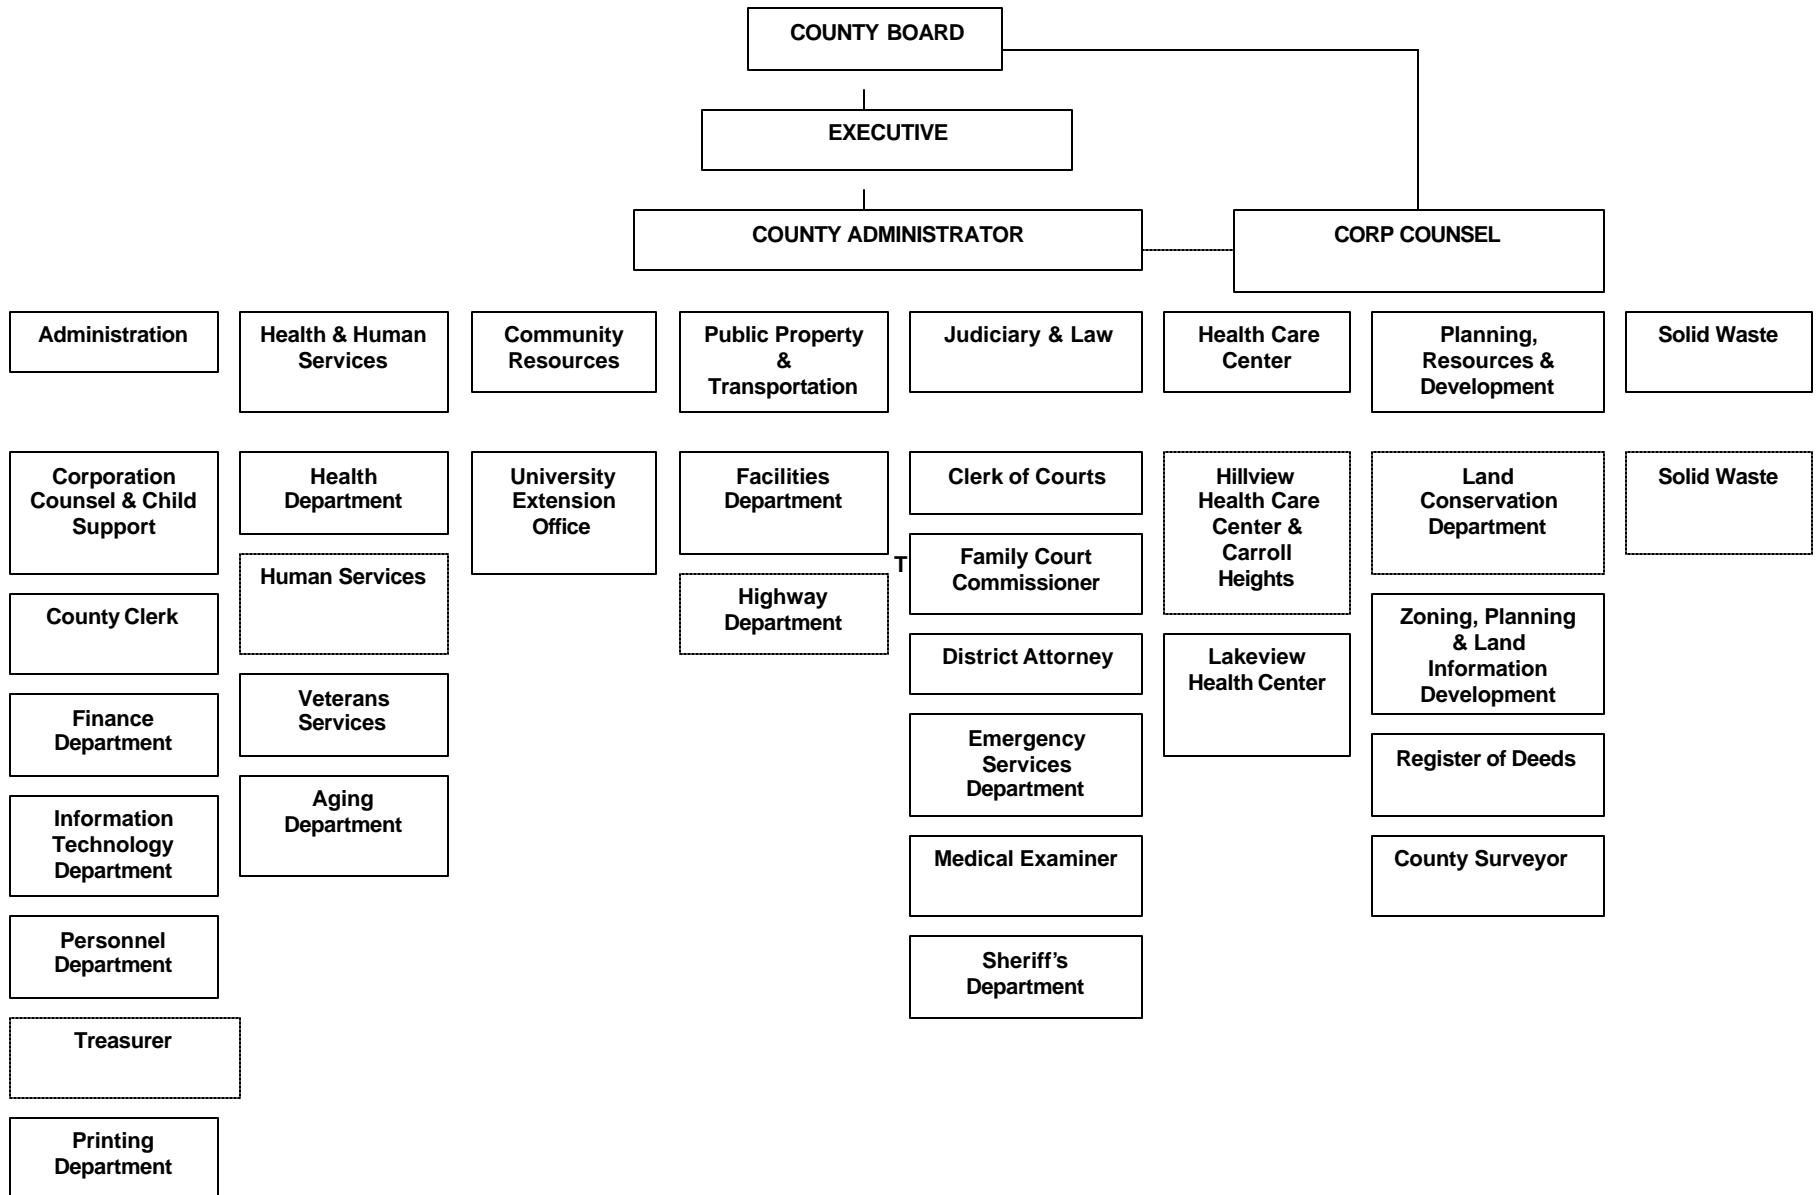 COUNTY BOARD
EXECUTIVE
COUNTY ADMINISTRATOR
CORP COUNSEL
Administration
Health & Human
Services
Community
Resources
Public Property
&
Transportation
Judiciary & Law
Health Care
Center
Planning,
Resources &
Development
Solid Waste
Corporation
Counsel & Child
Support
County Clerk
Finance
Department
Information
Technology
Department
Personnel
Department
Treasurer
Printing
Department
Health
Department
Human Services
Veterans
Services
Aging
Department
University
Extension
Office
Facilities
Department
Highway
Department
T
Clerk of Courts
Family Court
Commissioner
District Attorney
Emergency
Services
Department
Medical Examiner
Sheriff’s
Department
Hillview
Health Care
Center &
Carroll
Heights
Lakeview
Health Center
Land
Conservation
Department
Zoning, Planning
& Land
Information
Development
Register of Deeds
County Surveyor
Solid Waste